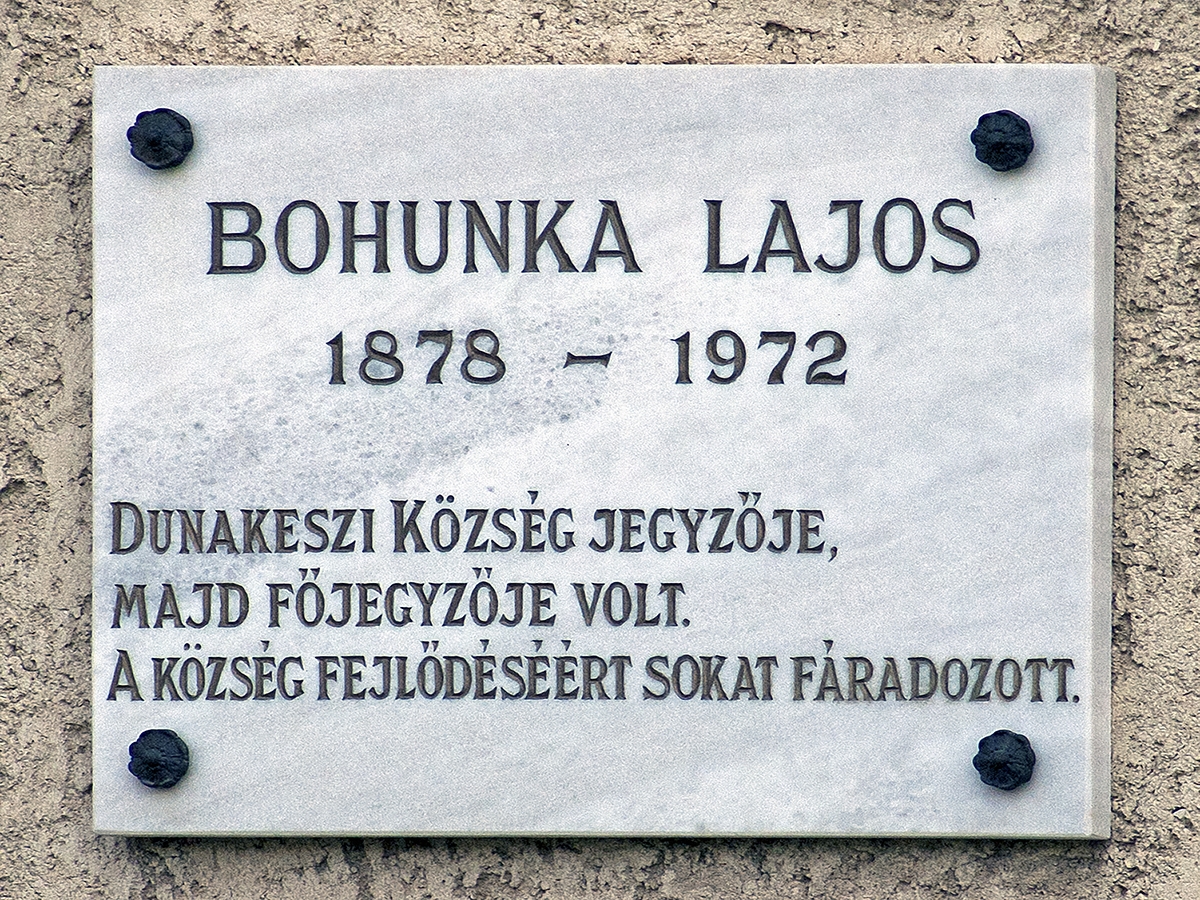 BOHUNKA LAJOS
1878 - 1972
DUNAKESZI KÖZSÉG JEGYZŐJE,
MAJD FŐJEGYZŐJE VOLT.
A KÖZSÉG FEJLŐDÉSÉÉRT SOKAT FÁRADOZOTT.